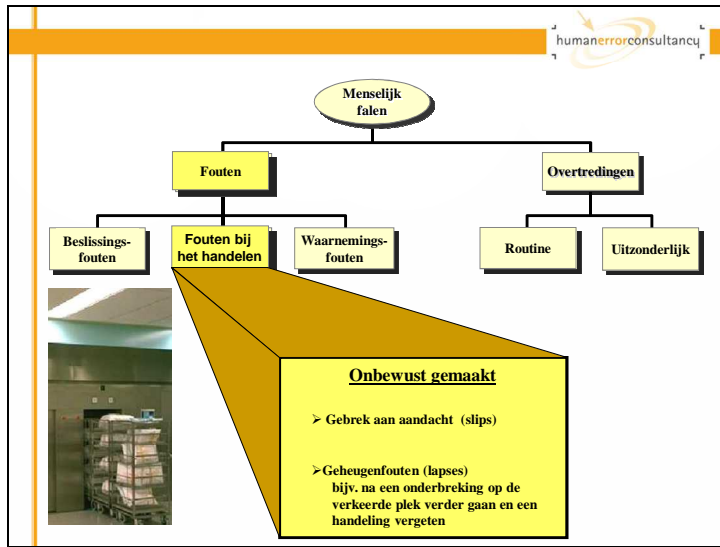 humanerrorconsultancy
Menselijk
falen
Fouten
Overtredingen
Beslissings-
fouten
Fouten bij
het handelen
Waarnemings-
fouten
Routine
Uitzonderlijk
Onbewust gemaakt
➢ Gebrek aan aandacht (slips)
➢Geheugenfouten (lapses)
bijv. na een onderbreking op de
verkeerde plek verder gaan en een
handeling vergeten